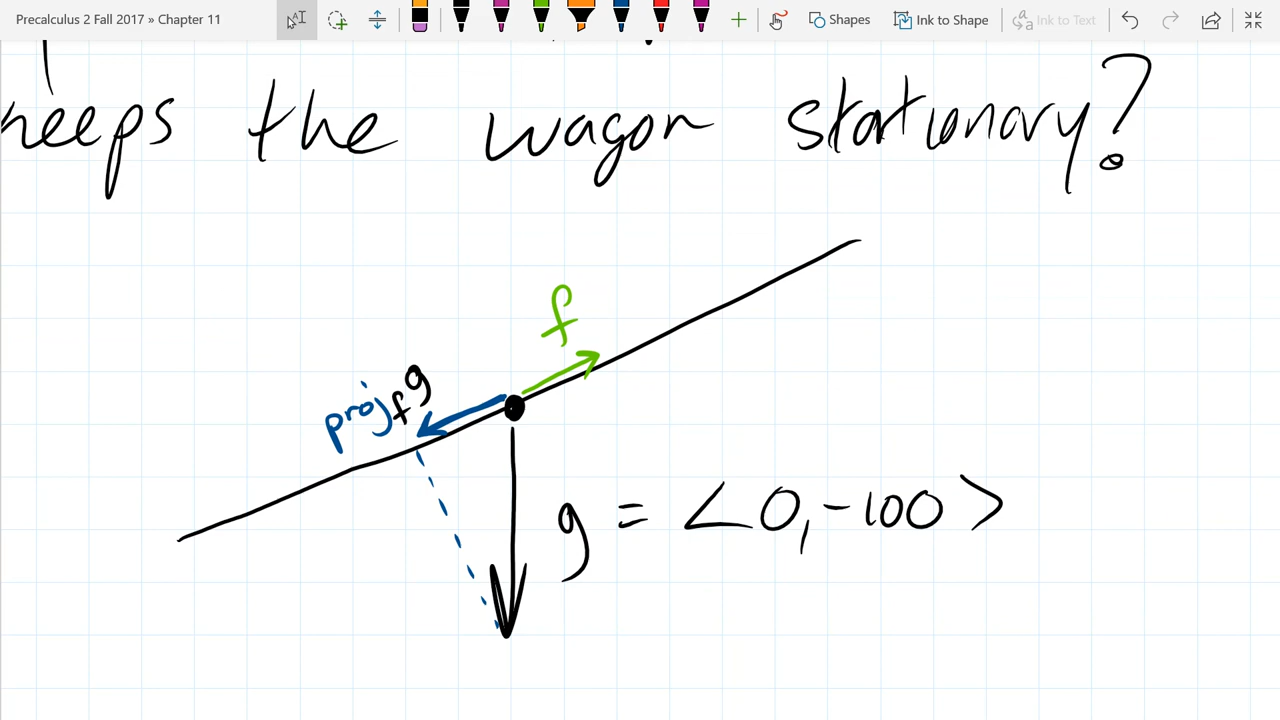 Precalculus 2 Fall 2017 » Chapter 11
Shapes
Ink to Shape
Ink to Text
keeps the wagon stationary?
f
proj_f g
g = <0, -100>